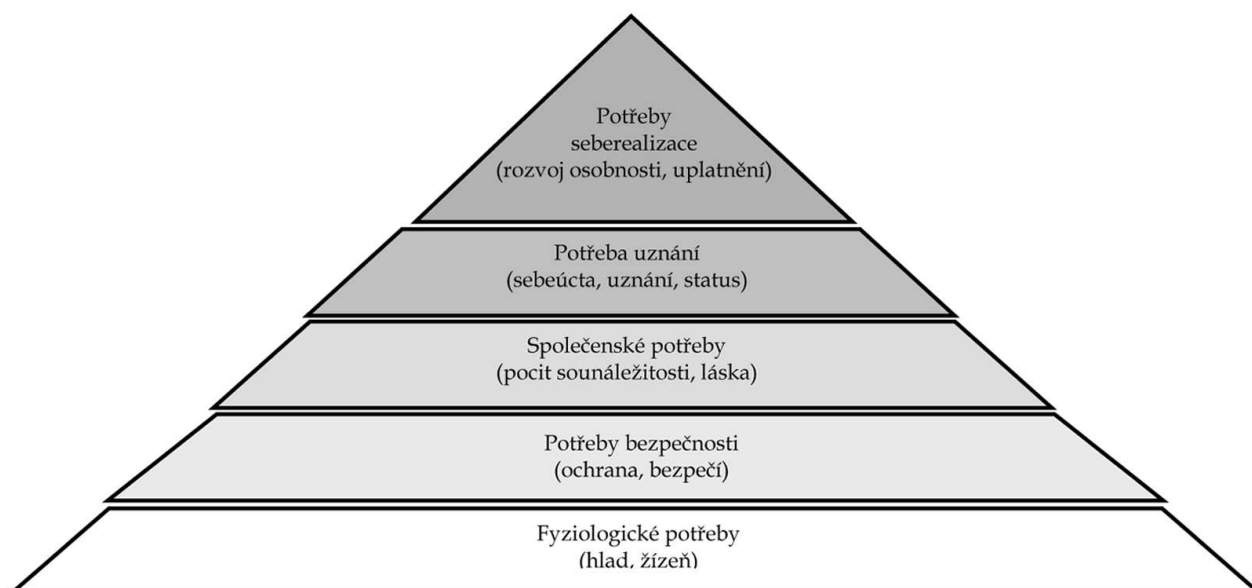 Potřeby
seberealizace
(rozvoj osobnosti, uplatnění)
Potřeba uznání
(sebeúcta, uznání, status)
Společenské potřeby
(pocit sounáležitosti, láska)
Potřeby bezpečnosti
(ochrana, bezpečí)
Fyziologické potřeby
(hlad, žízeň)